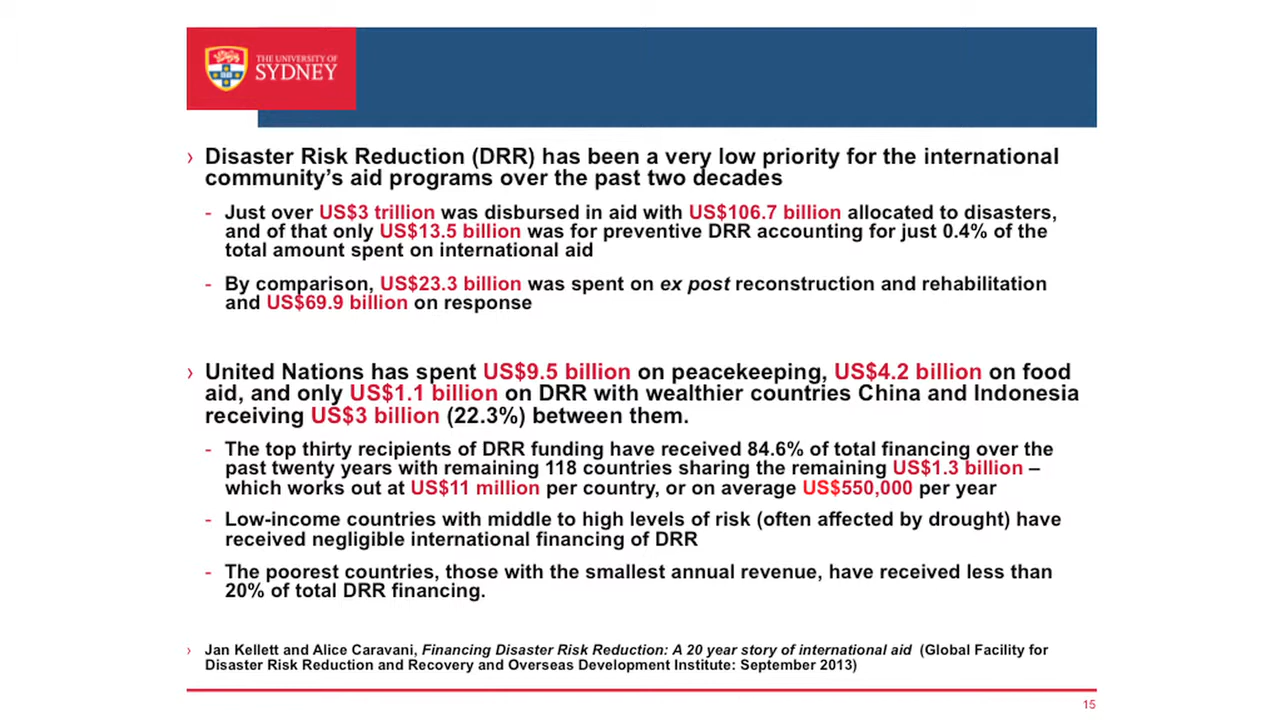 THE UNIVERSITY OF
SYDNEY
› Disaster Risk Reduction (DRR) has been a very low priority for the international
community's aid programs over the past two decades
- Just over US$3 trillion was disbursed in aid with US$106.7 billion allocated to disasters,
and of that only US$13.5 billion was for preventive DRR accounting for just 0.4% of the
total amount spent on international aid
- By comparison, US$23.3 billion was spent on ex post reconstruction and rehabilitation
and US$69.9 billion on response
› United Nations has spent US$9.5 billion on peacekeeping, US$4.2 billion on food
aid, and only US$1.1 billion on DRR with wealthier countries China and Indonesia
receiving US$3 billion (22.3%) between them.
- The top thirty recipients of DRR funding have received 84.6% of total financing over the
past twenty years with remaining 118 countries sharing the remaining US$1.3 billion –
which works out at US$11 million per country, or on average US$550,000 per year
- Low-income countries with middle to high levels of risk (often affected by drought) have
received negligible international financing of DRR
- The poorest countries, those with the smallest annual revenue, have received less than
20% of total DRR financing.
› Jan Kellett and Alice Caravani, Financing Disaster Risk Reduction: A 20 year story of international aid (Global Facility for
Disaster Risk Reduction and Recovery and Overseas Development Institute: September 2013)
15